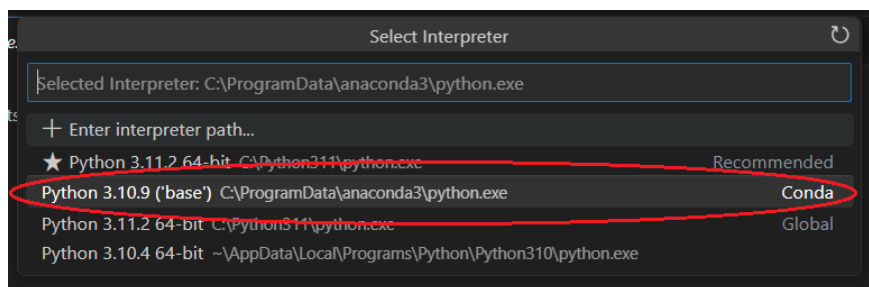 e.
Select Interpreter
Selected Interpreter: C:\ProgramData\anaconda3\python.exe
ts
Enter interpreter path...
Python 3.11.2 64-bit C:\Python311\python.exe Recommended
Python 3.10.9 ('base') C:\ProgramData\anaconda3\python.exe Conda
Python 3.11.2 64-bit C:\Python311\python.exe Global
Python 3.10.4 64-bit ~\AppData\Local\Programs\Python\Python310\python.exe